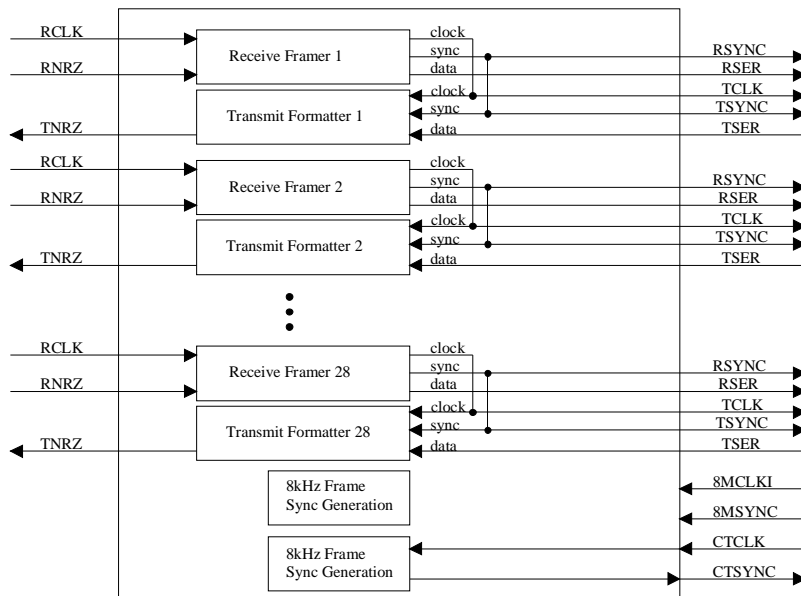 RCLK
Receive Framer 1
clock
sync
RSYNC
RNRZ
data
RSER
clock
TCLK
Transmit Formatter 1
sync
TSYNC
TNRZ
data
TSER
RCLK
Receive Framer 2
clock
sync
RSYNC
RNRZ
data
RSER
clock
TCLK
Transmit Formatter 2
sync
TSYNC
TNRZ
data
TSER
RCLK
Receive Framer 28
clock
sync
RSYNC
RNRZ
data
RSER
clock
TCLK
Transmit Formatter 28
sync
TSYNC
TNRZ
data
TSER
8kHz Frame
Sync Generation
8MCLKI
8MSYNC
8kHz Frame
Sync Generation
CTCLK
CTSYNC